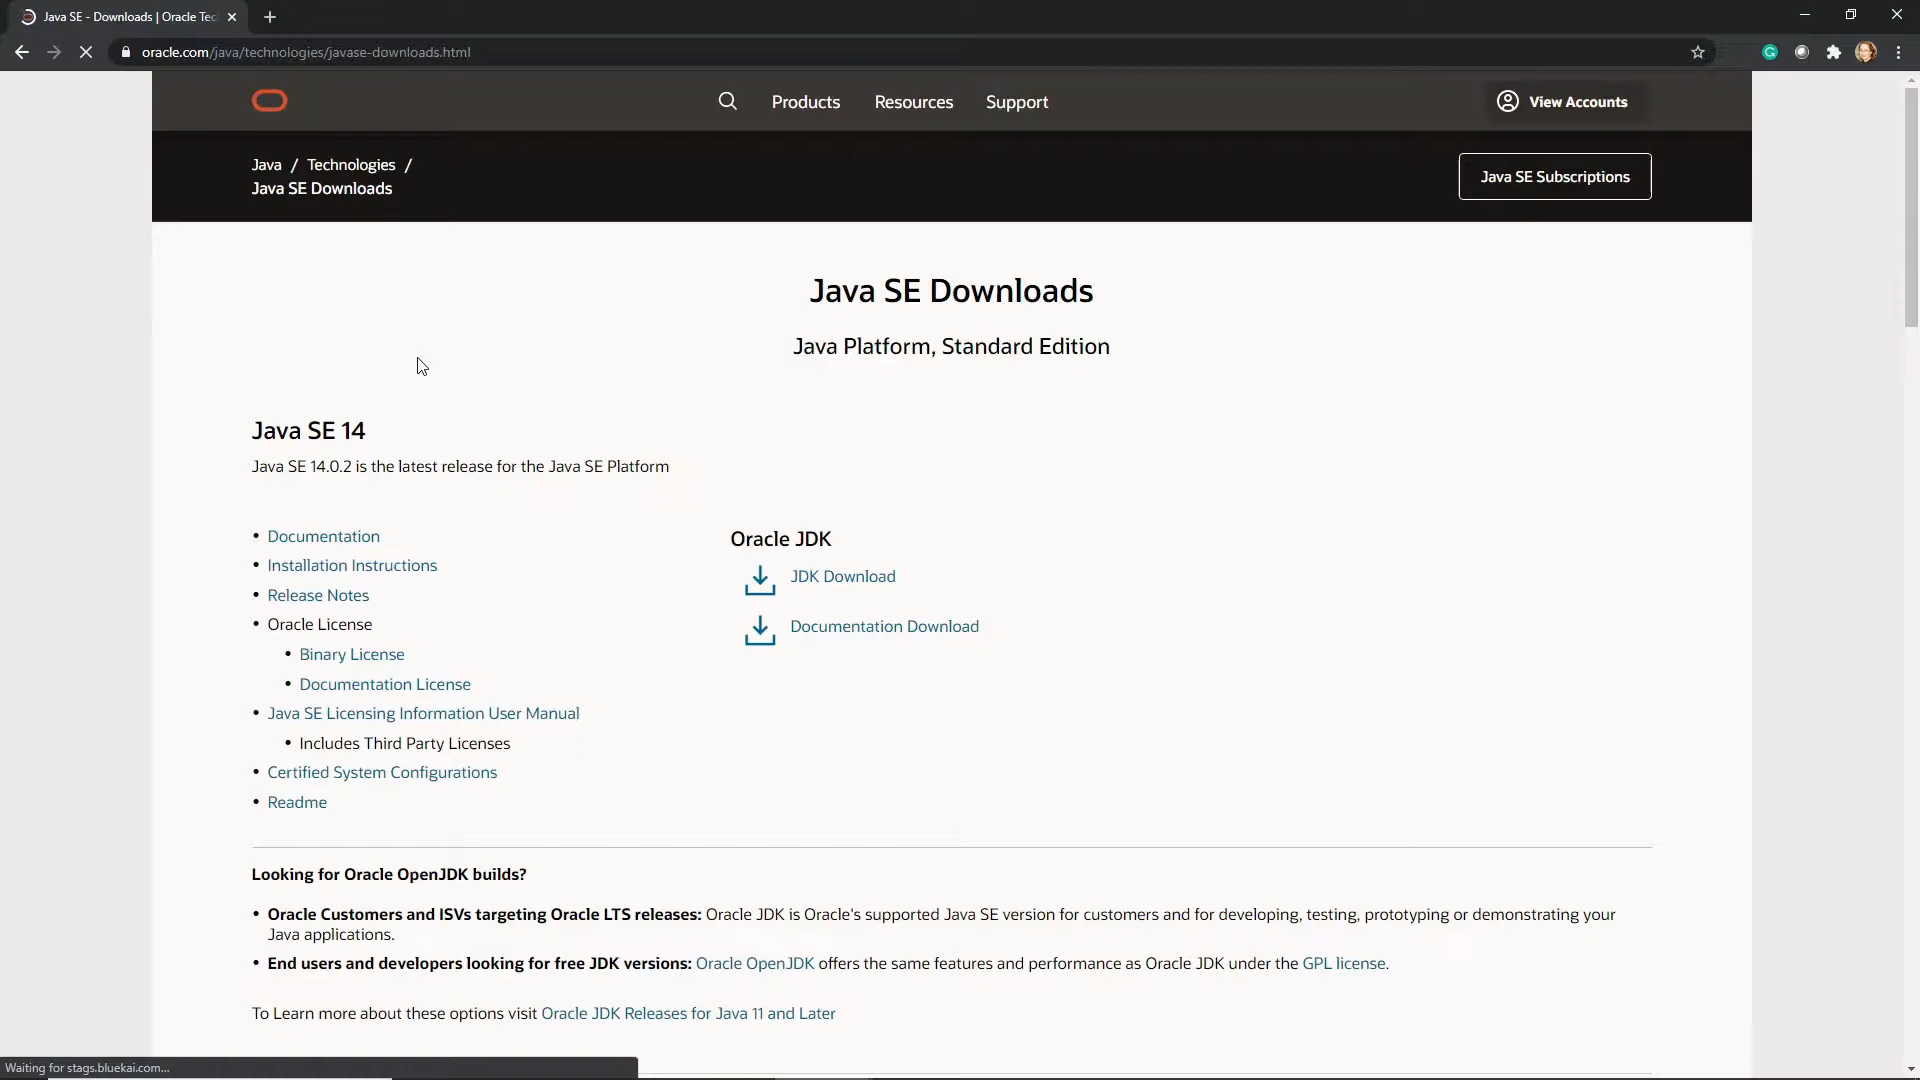 Java SE - Downloads | Oracle Tec
oracle.com/java/technologies/javase-downloads.html
Products
Resources
Support
View Accounts
Java / Technologies /
Java SE Downloads
Java SE Subscriptions
Java SE Downloads
Java Platform, Standard Edition
Java SE 14
Java SE 14.0.2 is the latest release for the Java SE Platform
• Documentation
• Installation Instructions
• Release Notes
• Oracle License
• Binary License
• Documentation License
• Java SE Licensing Information User Manual
• Includes Third Party Licenses
• Certified System Configurations
• Readme
Oracle JDK
JDK Download
Documentation Download
Looking for Oracle OpenJDK builds?
• Oracle Customers and ISVs targeting Oracle LTS releases: Oracle JDK is Oracle's supported Java SE version for customers and for developing, testing, prototyping or demonstrating your
Java applications.
• End users and developers looking for free JDK versions: Oracle OpenJDK offers the same features and performance as Oracle JDK under the GPL license.
To Learn more about these options visit Oracle JDK Releases for Java 11 and Later
Waiting for stags.bluekai.com...